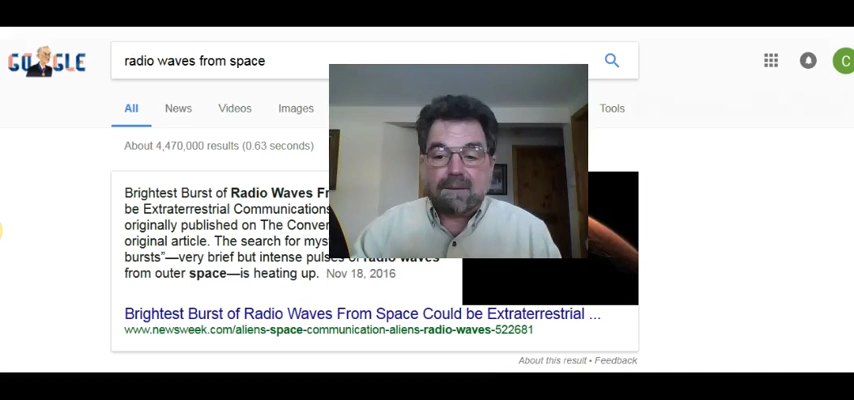 GOOGLE
radio waves from space
C
All News Videos Images Tools
About 4,470,000 results (0.63 seconds)
Brightest Burst of Radio Waves
be Extraterrestrial Communications
originally published on The
original article. The search for
bursts"—very brief but intense pulses of radio waves
from outer space—is heating up. Nov 18, 2016
Brightest Burst of Radio Waves From Space Could be Extraterrestrial ...
www.newsweek.com/aliens-space-communication-aliens-radio-waves-522681
About this result • Feedback